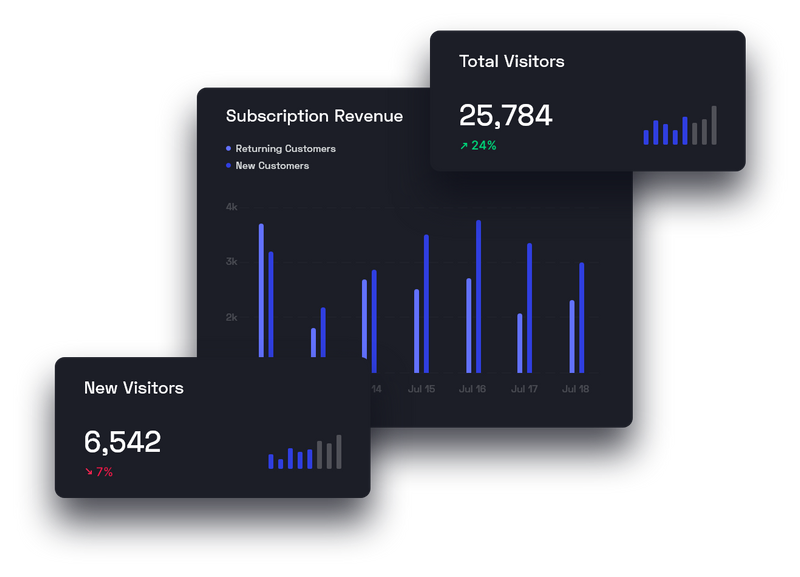 Total Visitors
25,784
↗ 24%
Subscription Revenue
Returning Customers
New Customers
4k
3k
2k
14 Jul 15 Jul 16 Jul 17 Jul 18
New Visitors
6,542
↘ 7%